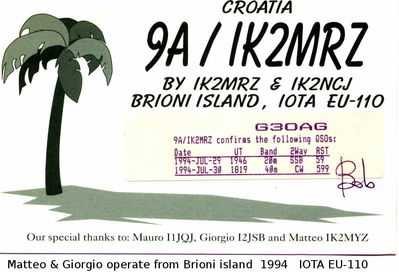 CROATIA
9A / IK2MRZ
BY IK2MRZ & IK2NCJ
BRIONI ISLAND, IOTA EU-110
G3OAG
9A/IK2MRZ confirms the following QSOs:
Date UT Band 2Way RST
1994-JUL-29 1946 20m SSB 59
1994-JUL-30 1819 40m CW 599
Bob
Our special thanks to: Mauro I1JQJ, Giorgio I2JSB and Matteo IK2MYZ
Matteo & Giorgio operate from Brioni island 1994 IOTA EU-110